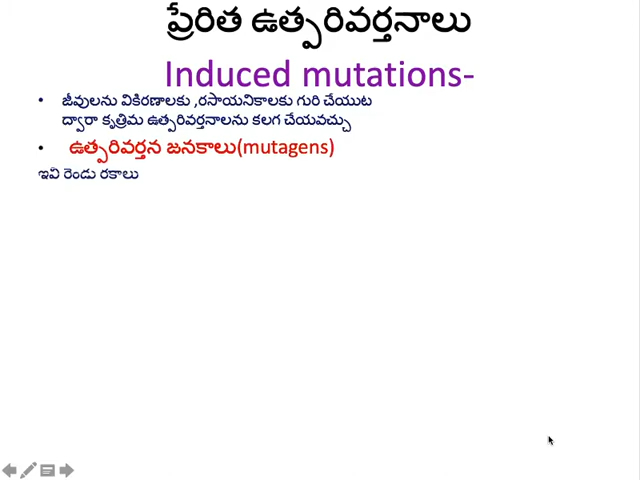 ప్రేరిత ఉత్పరివర్తనాలు
Induced mutations-
• జీవులను వికిరణాలకు ,రసాయనికాలకు గురి చేయుట
ద్వారా కృత్రిమ ఉత్పరివర్తనాలను కలగ చేయవచ్చు
• ఉత్పరివర్తన జనకాలు(mutagens)
ఇవి రెండు రకాలు